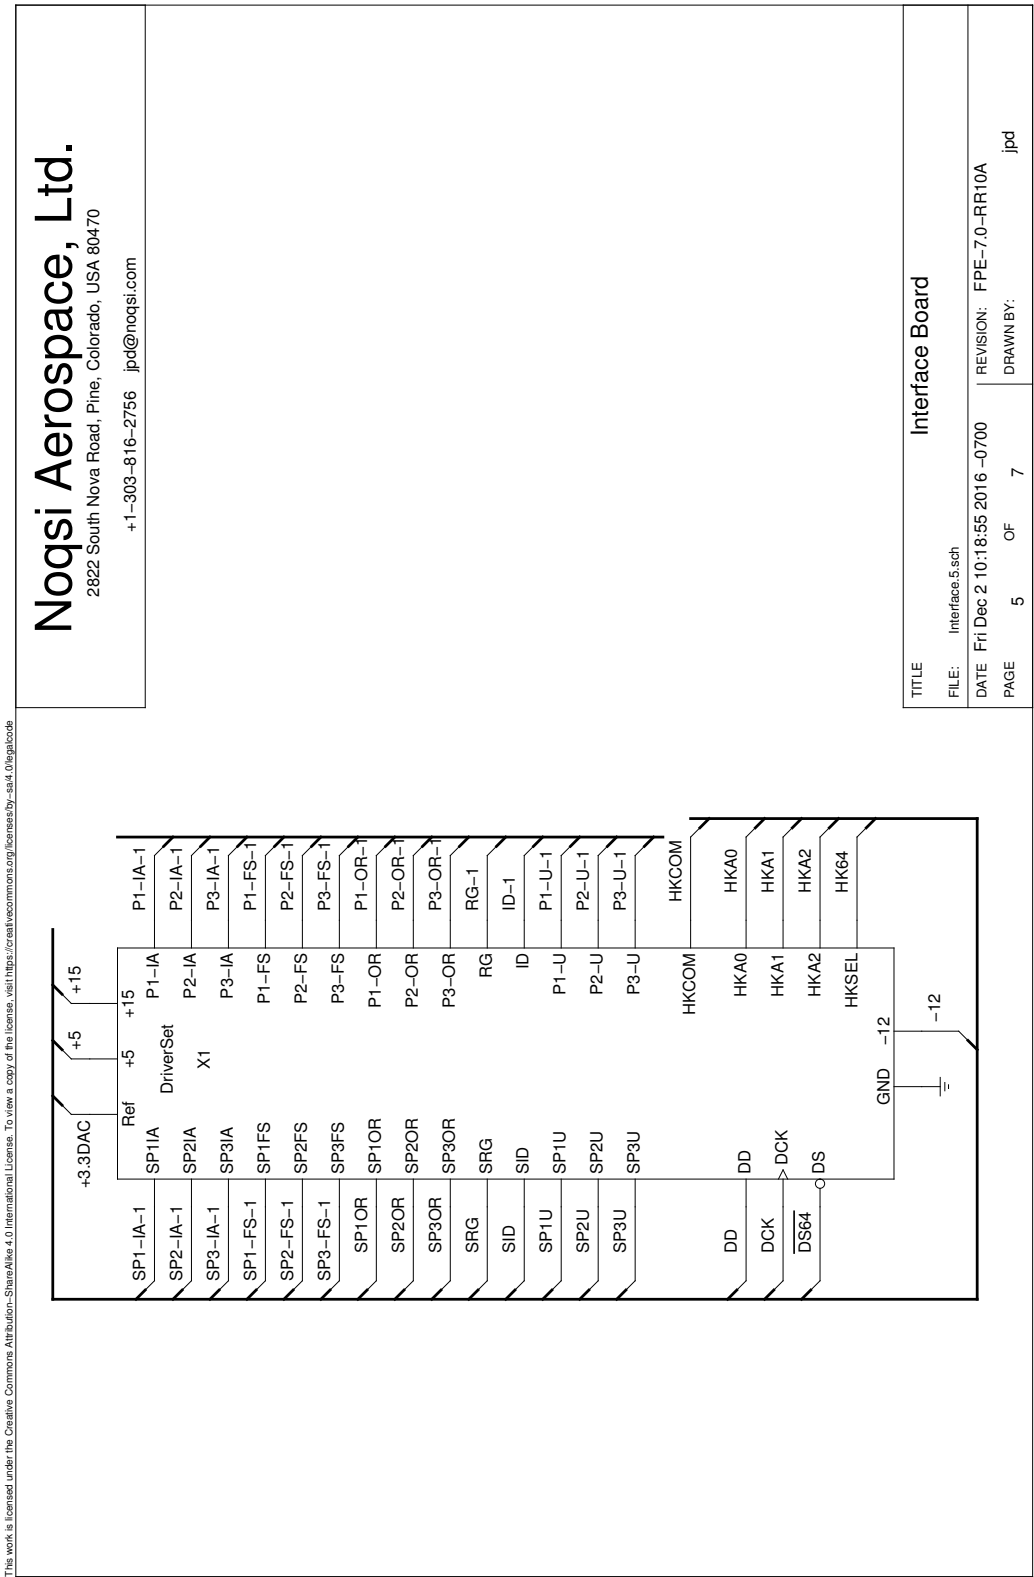 This work is licensed under the Creative Commons Attribution−ShareAlike 4.0 International License. To view a copy of the license, visit https://creativecommons.org/licenses/by−sa/4.0/legalcode
Noqsi Aerospace, Ltd.
2822 South Nova Road, Pine, Colorado, USA 80470
+1−303−816−2756 jpd@noqsi.com
+3.3DAC
+5
+15
Ref
+5
+15
DriverSet
X1
SP1−IA−1 SP1IA P1−IA P1−IA−1
SP2−IA−1 SP2IA P2−IA P2−IA−1
SP3−IA−1 SP3IA P3−IA P3−IA−1
SP1−FS−1 SP1FS P1−FS P1−FS−1
SP2−FS−1 SP2FS P2−FS P2−FS−1
SP3−FS−1 SP3FS P3−FS P3−FS−1
SP1OR SP1OR P1−OR P1−OR−1
SP2OR SP2OR P2−OR P2−OR−1
SP3OR SP3OR P3−OR P3−OR−1
SRG SRG RG RG−1
SID SID ID ID−1
SP1U SP1U P1−U P1−U−1
SP2U SP2U P2−U P2−U−1
SP3U SP3U P3−U P3−U−1
HKCOM HKCOM
DD DD HKA0 HKA0
DCK DCK HKA1 HKA1
DS64 DS HKA2 HKA2
HKSEL HK64
GND
−12
−12
TITLE
Interface Board
FILE: Interface.5.sch
DATE Fri Dec 2 10:18:55 2016 −0700
REVISION: FPE−7.0−RR10A
PAGE 5 OF 7
DRAWN BY: jpd